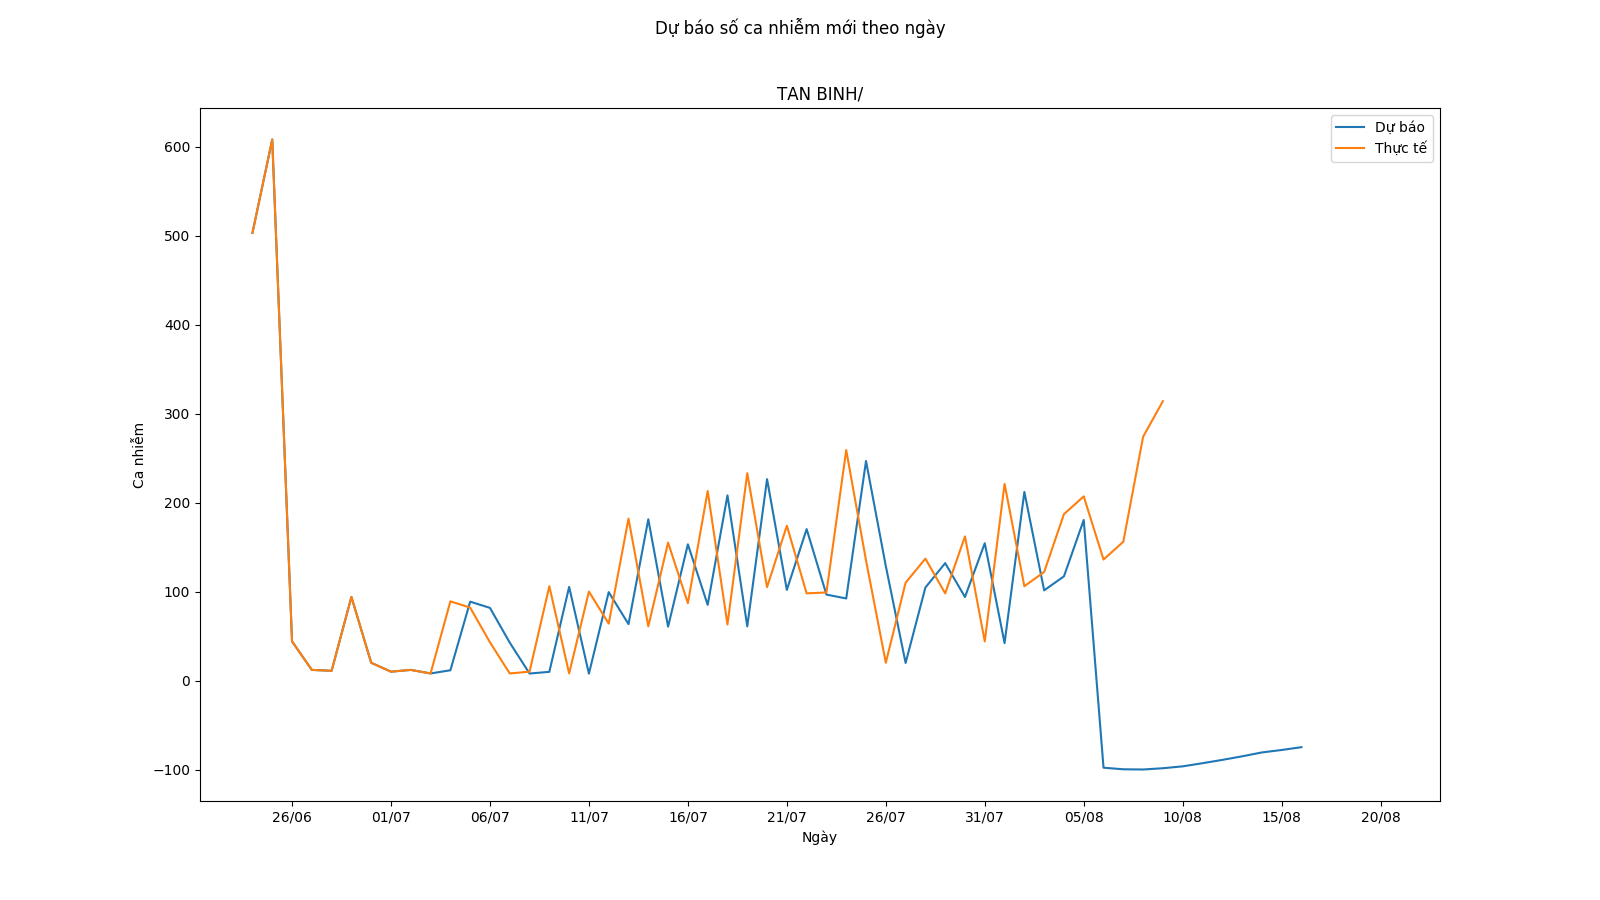 Dự báo số ca nhiễm mới theo ngày
TAN BINH/
Dự báo
Thực tế
600
500
400
300
200
100
0
−100
Ca nhiễm
26/06 01/07 06/07 11/07 16/07 21/07 26/07 31/07 05/08 10/08 15/08 20/08
Ngày